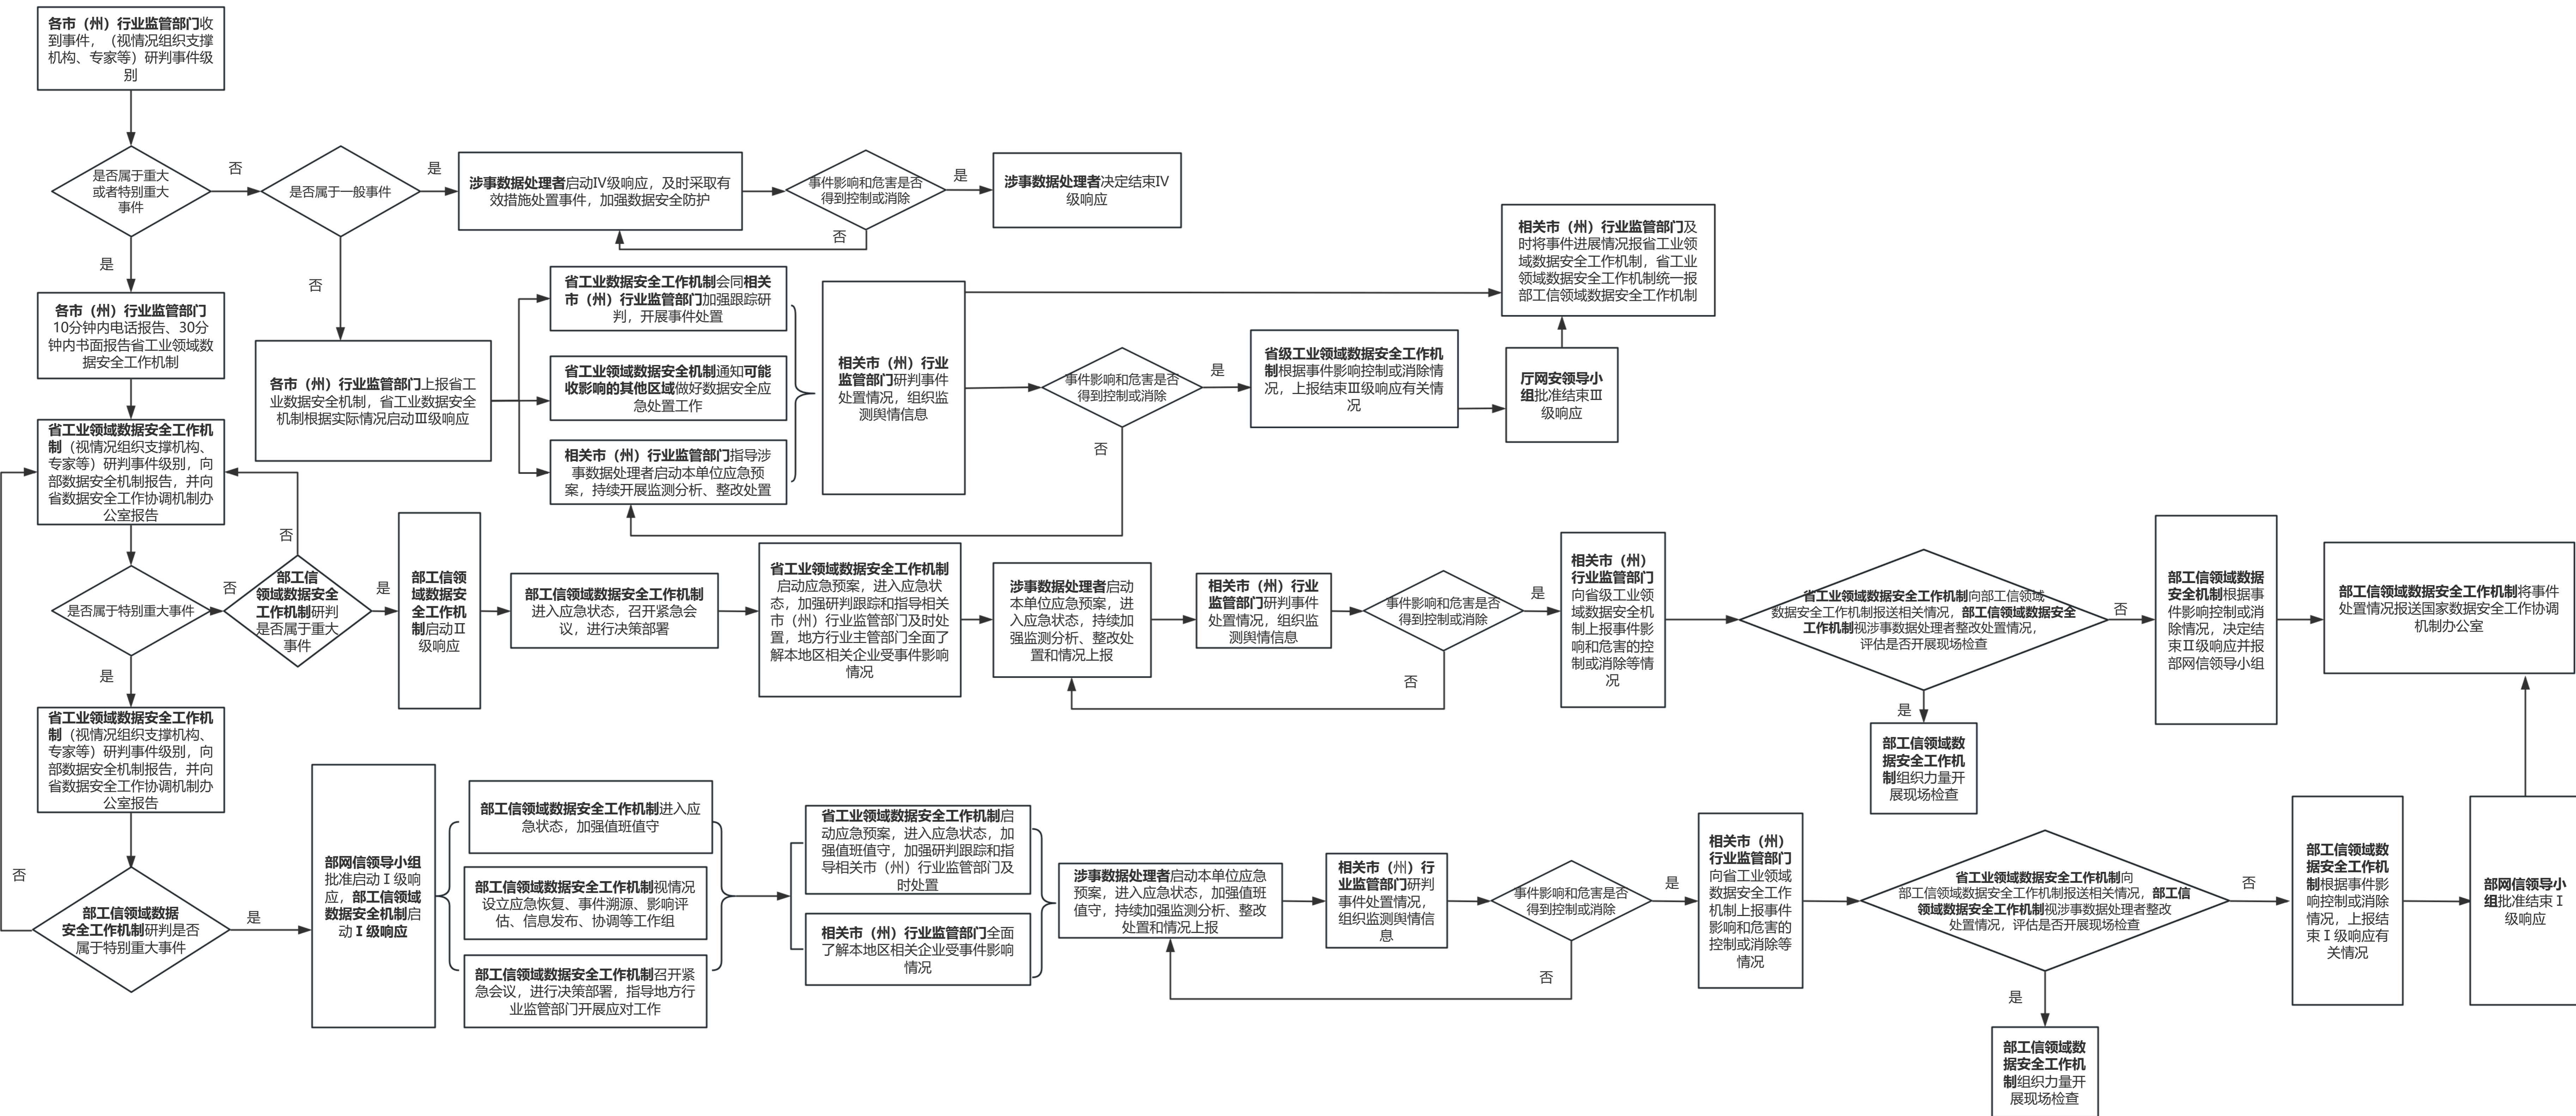 各市（州）行业监管部门收
到事件，（视情况组织支撑
机构、专家等）研判事件级
别
是否属于重大
或者特别重大
事件
否
是否属于一般事件
是
涉事数据处理者启动Ⅳ级响应，及时采取有
效措施处置事件，加强数据安全防护
事件影响和危害是否
得到控制或消除
是
涉事数据处理者决定结束Ⅳ
级响应
否
是
否
各市（州）行业监管部门
10分钟内电话报告、30分
钟内书面报告省工业领域数
据安全工作机制
各市（州）行业监管部门上报省工
业数据安全机制，省工业数据安全
机制根据实际情况启动Ⅲ级响应
省工业数据安全工作机制会同相关
市（州）行业监管部门加强跟踪研
判，开展事件处置
省工业领域数据安全机制通知可能
收影响的其他区域做好数据安全应
急处置工作
相关市（州）行业监管部门指导涉
事数据处理者启动本单位应急预
案，持续开展监测分析、整改处置
相关市（州）行业
监管部门研判事件
处置情况，组织监
测舆情信息
事件影响和危害是否
得到控制或消除
是
否
省级工业领域数据安全工作机
制根据事件影响控制或消除情
况，上报结束Ⅲ级响应有关情
况
厅网安领导小
组批准结束Ⅲ
级响应
相关市（州）行业监管部门及
时将事件进展情况报省工业领
域数据安全工作机制，省工业
领域数据安全工作机制统一报
部工信领域数据安全工作机制
省工业领域数据安全工作机
制（视情况组织支撑机构、
专家等）研判事件级别，向
部数据安全机制报告，并向
省数据安全工作协调机制办
公室报告
是否属于特别重大事件
否
部工信
领域数据安全
工作机制研判
是否属于重大
事件
否
是
部工信领
域数据安
全工作机
制启动Ⅱ
级响应
部工信领域数据安全工作机制
进入应急状态，召开紧急会
议，进行决策部署
省工业领域数据安全工作机制
启动应急预案，进入应急状
态，加强研判跟踪和指导相关
市（州）行业监管部门及时处
置，地方行业主管部门全面了
解本地区相关企业受事件影响
情况
涉事数据处理者启动
本单位应急预案，进
入应急状态，持续加
强监测分析、整改处
置和情况上报
相关市（州）行业
监管部门研判事件
处置情况，组织监
测舆情信息
事件影响和危害是否
得到控制或消除
是
否
相关市（州）
行业监管部门
向省级工业领
域数据安全机
制上报事件影
响和危害的控
制或消除等情
况
省工业领域数据安全工作机制向部工信领域
数据安全工作机制报送相关情况，部工信领域数据安全
工作机制视涉事数据处理者整改处置情况，
评估是否开展现场检查
否
是
部工信领域数
据安全工作机
制组织力量开
展现场检查
部工信领域数据
安全机制根据事
件影响控制或消
除情况，决定结
束Ⅱ级响应并报
部网信领导小组
部工信领域数据安全工作机制将事件
处置情况报送国家数据安全工作协调
机制办公室
是
省工业领域数据安全工作机
制（视情况组织支撑机构、
专家等）研判事件级别，向
部数据安全机制报告，并向
省数据安全工作协调机制办
公室报告
否
部工信领域数据
安全工作机制研判是否
属于特别重大事件
是
部网信领导小组
批准启动Ⅰ级响
应，部工信领域
数据安全机制启
动Ⅰ级响应
部工信领域数据安全工作机制进入应
急状态，加强值班值守
部工信领域数据安全工作机制视情况
设立应急恢复、事件溯源、影响评
估、信息发布、协调等工作组
部工信领域数据安全工作机制召开紧
急会议，进行决策部署，指导地方行
业监管部门开展应对工作
省工业领域数据安全工作机制启
动应急预案，进入应急状态，加
强值班值守，加强研判跟踪和指
导相关市（州）行业监管部门及
时处置
相关市（州）行业监管部门全面
了解本地区相关企业受事件影响
情况
涉事数据处理者启动本单位应急
预案，进入应急状态，加强值班
值守，持续加强监测分析、整改
处置和情况上报
相关市（州）行
业监管部门研判
事件处置情况，
组织监测舆情信
息
事件影响和危害是否
得到控制或消除
是
否
相关市（州）
行业监管部门
向省工业领域
数据安全工作
机制上报事件
影响和危害的
控制或消除等
情况
省工业领域数据安全工作机制向
部工信领域数据安全工作机制报送相关情况，部工信
领域数据安全工作机制视涉事数据处理者整改
处置情况，评估是否开展现场检查
否
是
部工信领域数
据安全工作机
制组织力量开
展现场检查
部工信领域数
据安全工作机
制根据事件影
响控制或消除
情况，上报结
束Ⅰ级响应有
关情况
部网信领导小
组批准结束Ⅰ
级响应